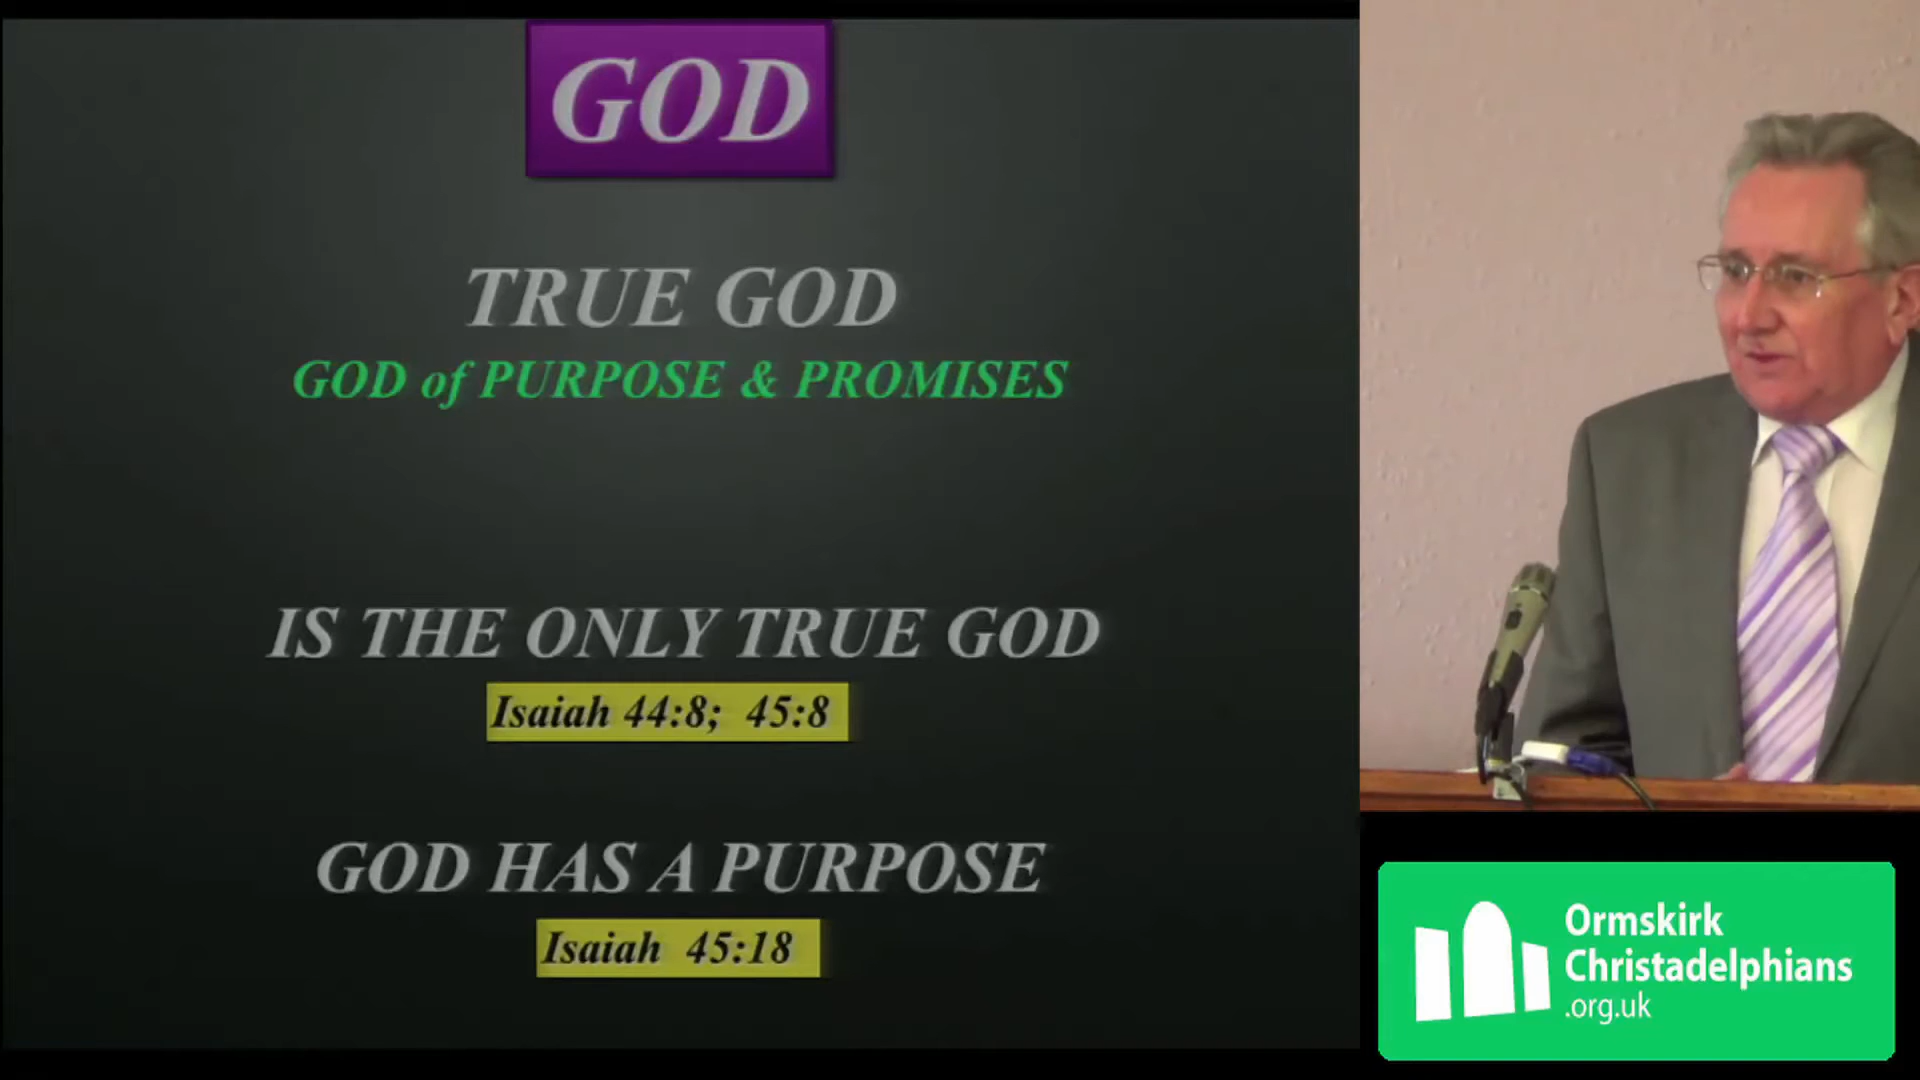 GOD
TRUE GOD
GOD of PURPOSE & PROMISES
IS THE ONLY TRUE GOD
Isaiah 44:8; 45:8
GOD HAS A PURPOSE
Isaiah 45:18
Ormskirk
Christadelphians
.org.uk